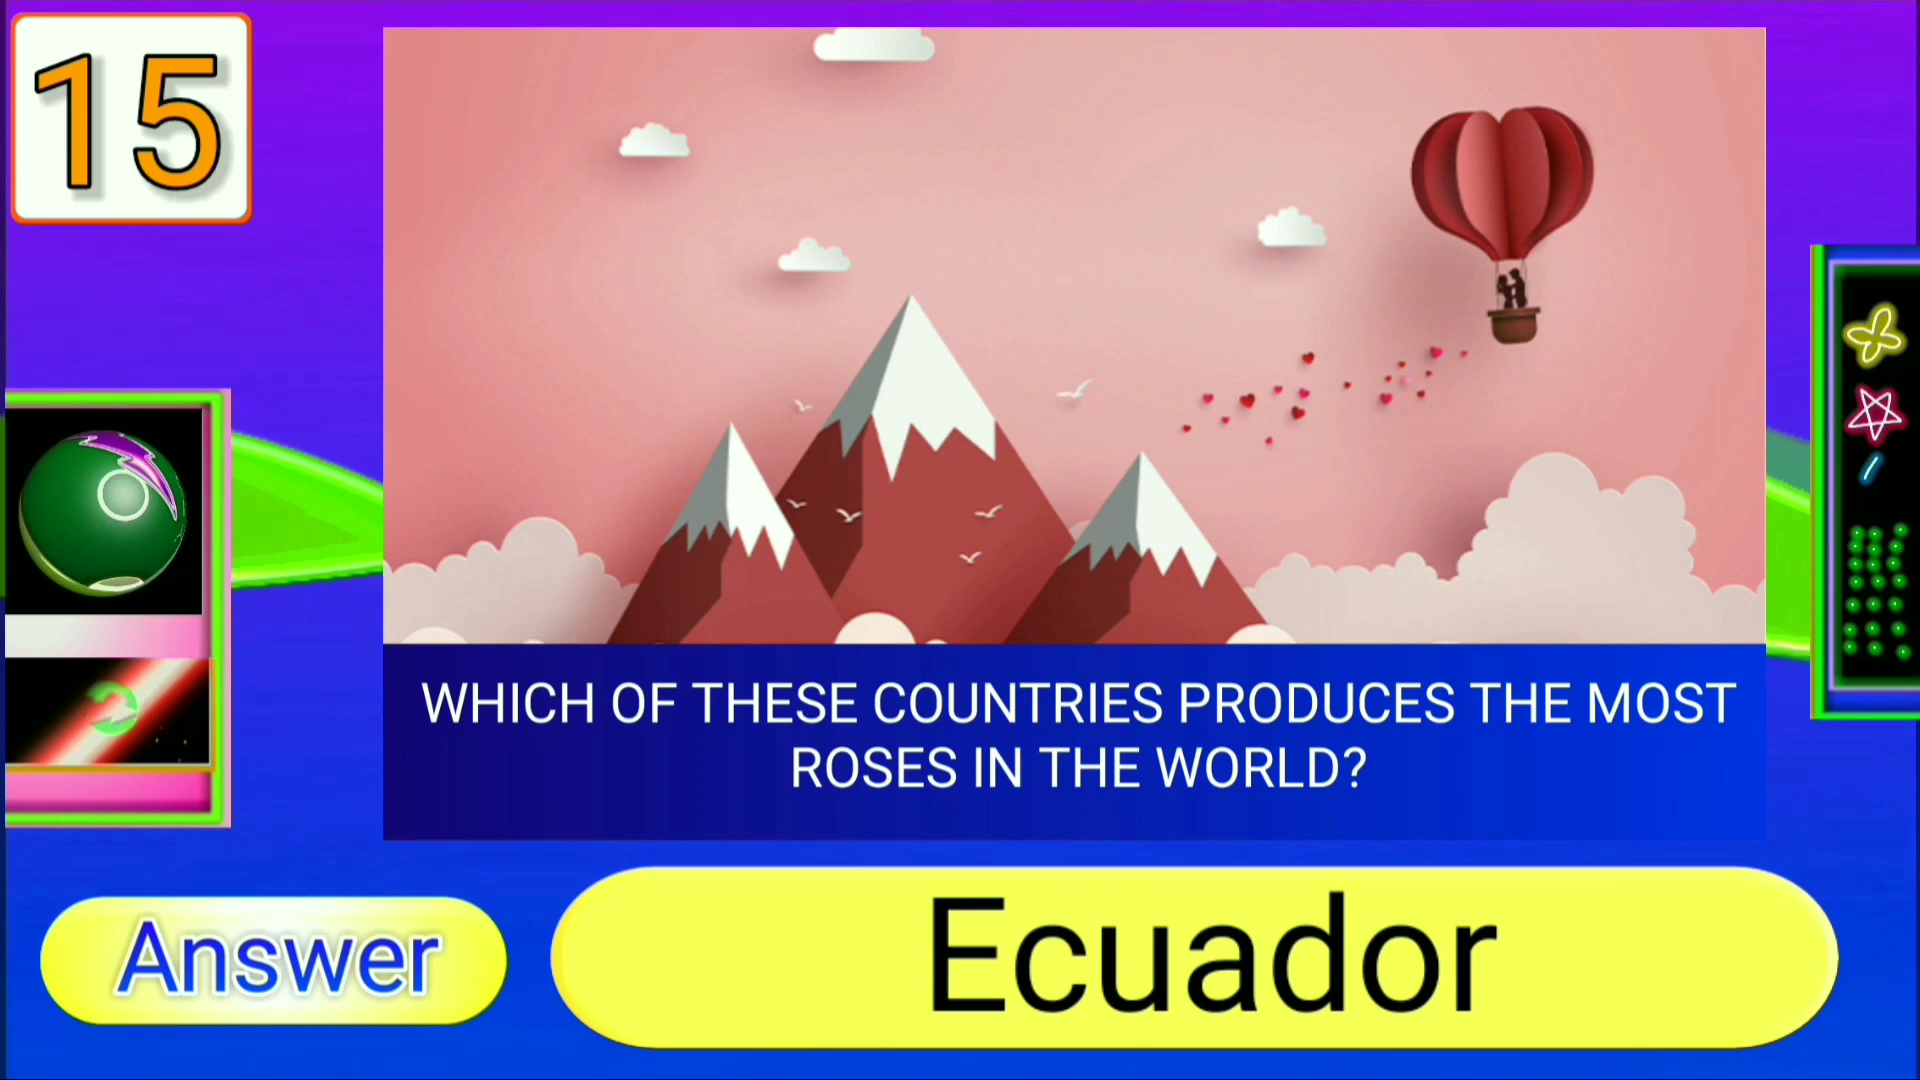 15
WHICH OF THESE COUNTRIES PRODUCES THE MOST
ROSES IN THE WORLD?
Answer
Ecuador